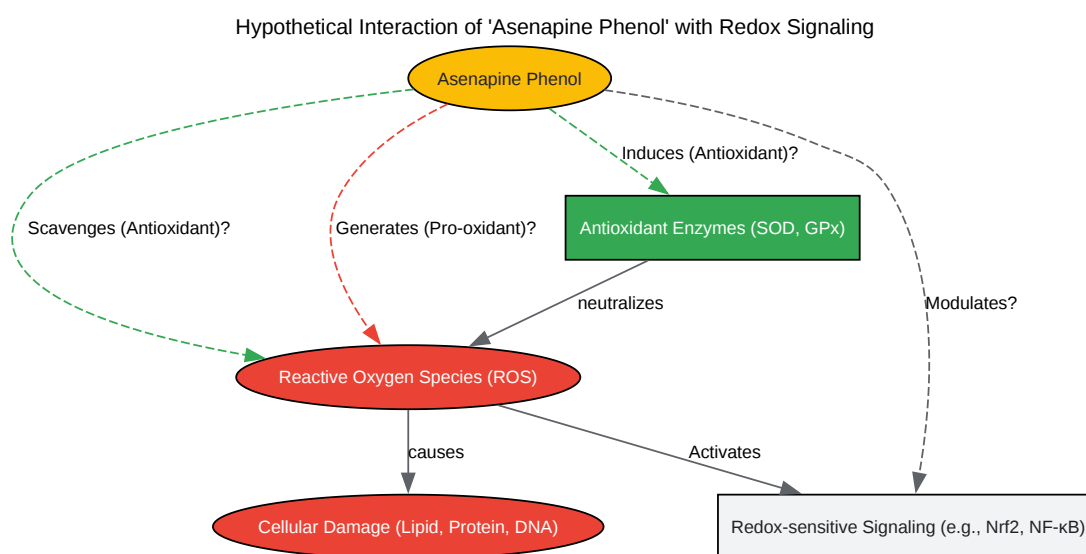 Hypothetical Interaction of 'Asenapine Phenol' with Redox Signaling
Asenapine Phenol
Induces (Antioxidant)?
Scavenges (Antioxidant)?
Generates (Pro-oxidant)?
Antioxidant Enzymes (SOD, GPx)
neutralizes
Modulates?
Reactive Oxygen Species (ROS)
causes
Activates
Cellular Damage (Lipid, Protein, DNA)
Redox-sensitive Signaling (e.g., Nrf2, NF-κB)